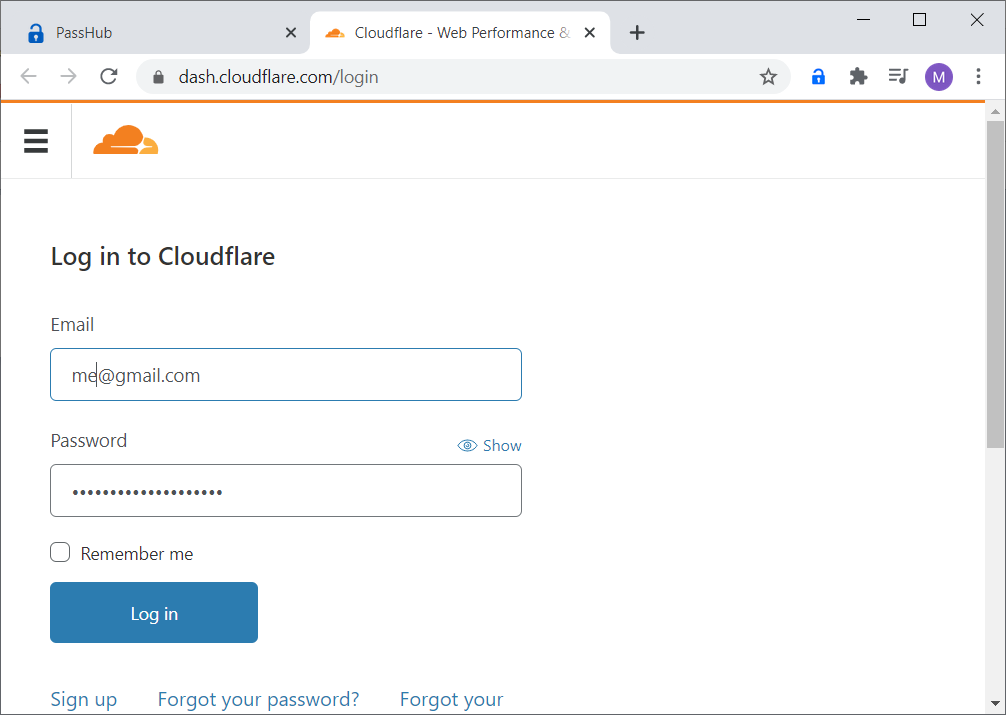 PassHub
Cloudflare - Web Performance &
dash.cloudflare.com/login
M
Log in to Cloudflare
Email
me@gmail.com
Password
Show
••••••••••••••••••••
Remember me
Log in
Sign up Forgot your password? Forgot your